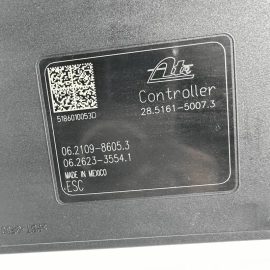 Ate
Controller
28.5161-5007.3
5186010053D
06.2109-8605.3
06.2623-3554.1
MADE IN MEXICO
ESC